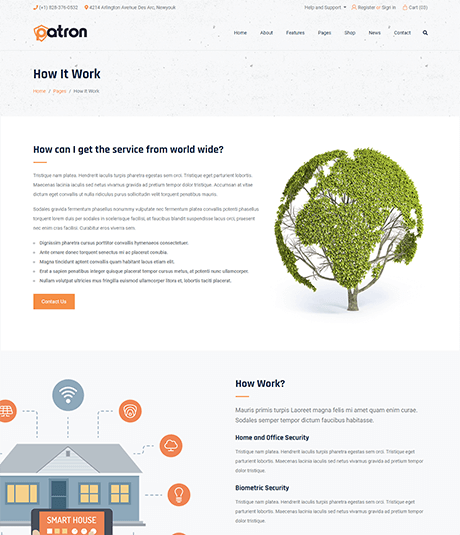 (+1) 828-376-0532 4214 Artington Avenue Des Arc, Newyouk Help and Support Register or Sign In Cart (03)
Patron Home About Features Pages Shop News Contact
How It Work
Home / Pages / How It Work
How can I get the service from world wide?
Tristique nam platea. Hendrerit iaculis pharetra egestas sem orci. Tristique eget parturient lobortis.
Maecenas lacinia iaculis sed netus vivamus gravida ad pretium tempor dolor tristique. Accumsan at vitae
dictum eget convallis ut nulla ridiculus purus sollicitudin velit torquent penatibus mauris.
Sodales gravida fermentum phasellus nonummy vulputate nec fermentum platea convallis potenti phasellus
torquent lorem duis per sodales in scelerisque facilisi, at faucibus blandit suspendisse lacus orci, praesent
nec enim class facilisi. Curabitur eros viverra sem.
Dignissim pharetra cursus porttitor convallis hymenaeos consectetuer.
Ante ornare donec torquent senectus mi ac placerat conubia.
Magna tincidunt aptent convallis quam habitant lacus etiam elit.
Erat a sapien penatibus integer quisque placerat tempor cursus metus, at potenti nunc ullamcorper.
Nullam volutpat ultricies mus fringilla euismod ullamcorper litora et, lobortis taciti placerat.
Contact Us
How Work?
Mauris primis turpis Laoreet magna felis mi amet quam enim curae.
Sodales semper tempor dictum faucibus habitasse.
Home and Office Security
Tristique nam platea. Hendrerit iaculis turpis pharetra egestas sem orci. Tristique eget
parturient lobortis. Maecenas lacinia iaculis sed netus vivamus gravida ad pretium tempor
dolor tristique.
Biometric Security
Tristique nam platea. Hendrerit iaculis turpis pharetra egestas sem orci. Tristique eget
parturient lobortis. Maecenas lacinia iaculis sed netus vivamus gravida ad pretium tempor
dolor tristique.
SMART HOUSE